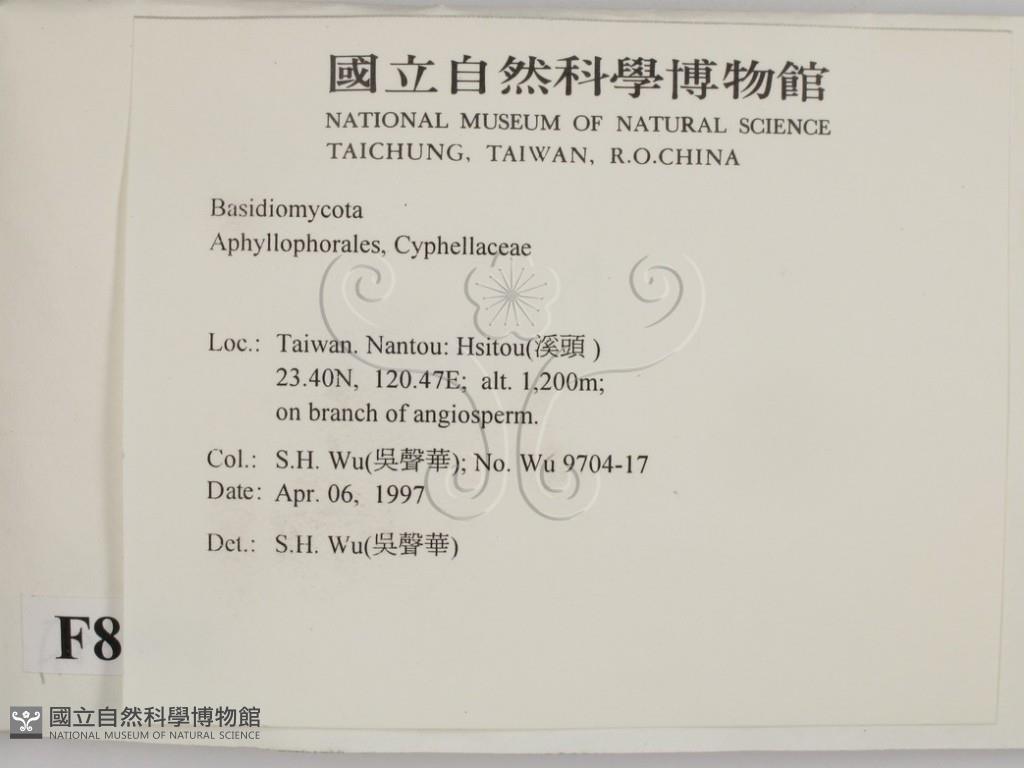 國立自然科學博物館
NATIONAL MUSEUM OF NATURAL SCIENCE
TAICHUNG, TAIWAN, R.O.CHINA
Basidiomycota
Aphyllophorales, Cyphellaceae
Loc.: Taiwan. Nantou: Hsitou(溪頭 )
23.40N, 120.47E; alt. 1,200m;
on branch of angiosperm.
Col.: S.H. Wu(吳聲華); No. Wu 9704-17
Date: Apr. 06, 1997
Det.: S.H. Wu(吳聲華)
F8
國立自然科學博物館
NATIONAL MUSEUM OF NATURAL SCIENCE